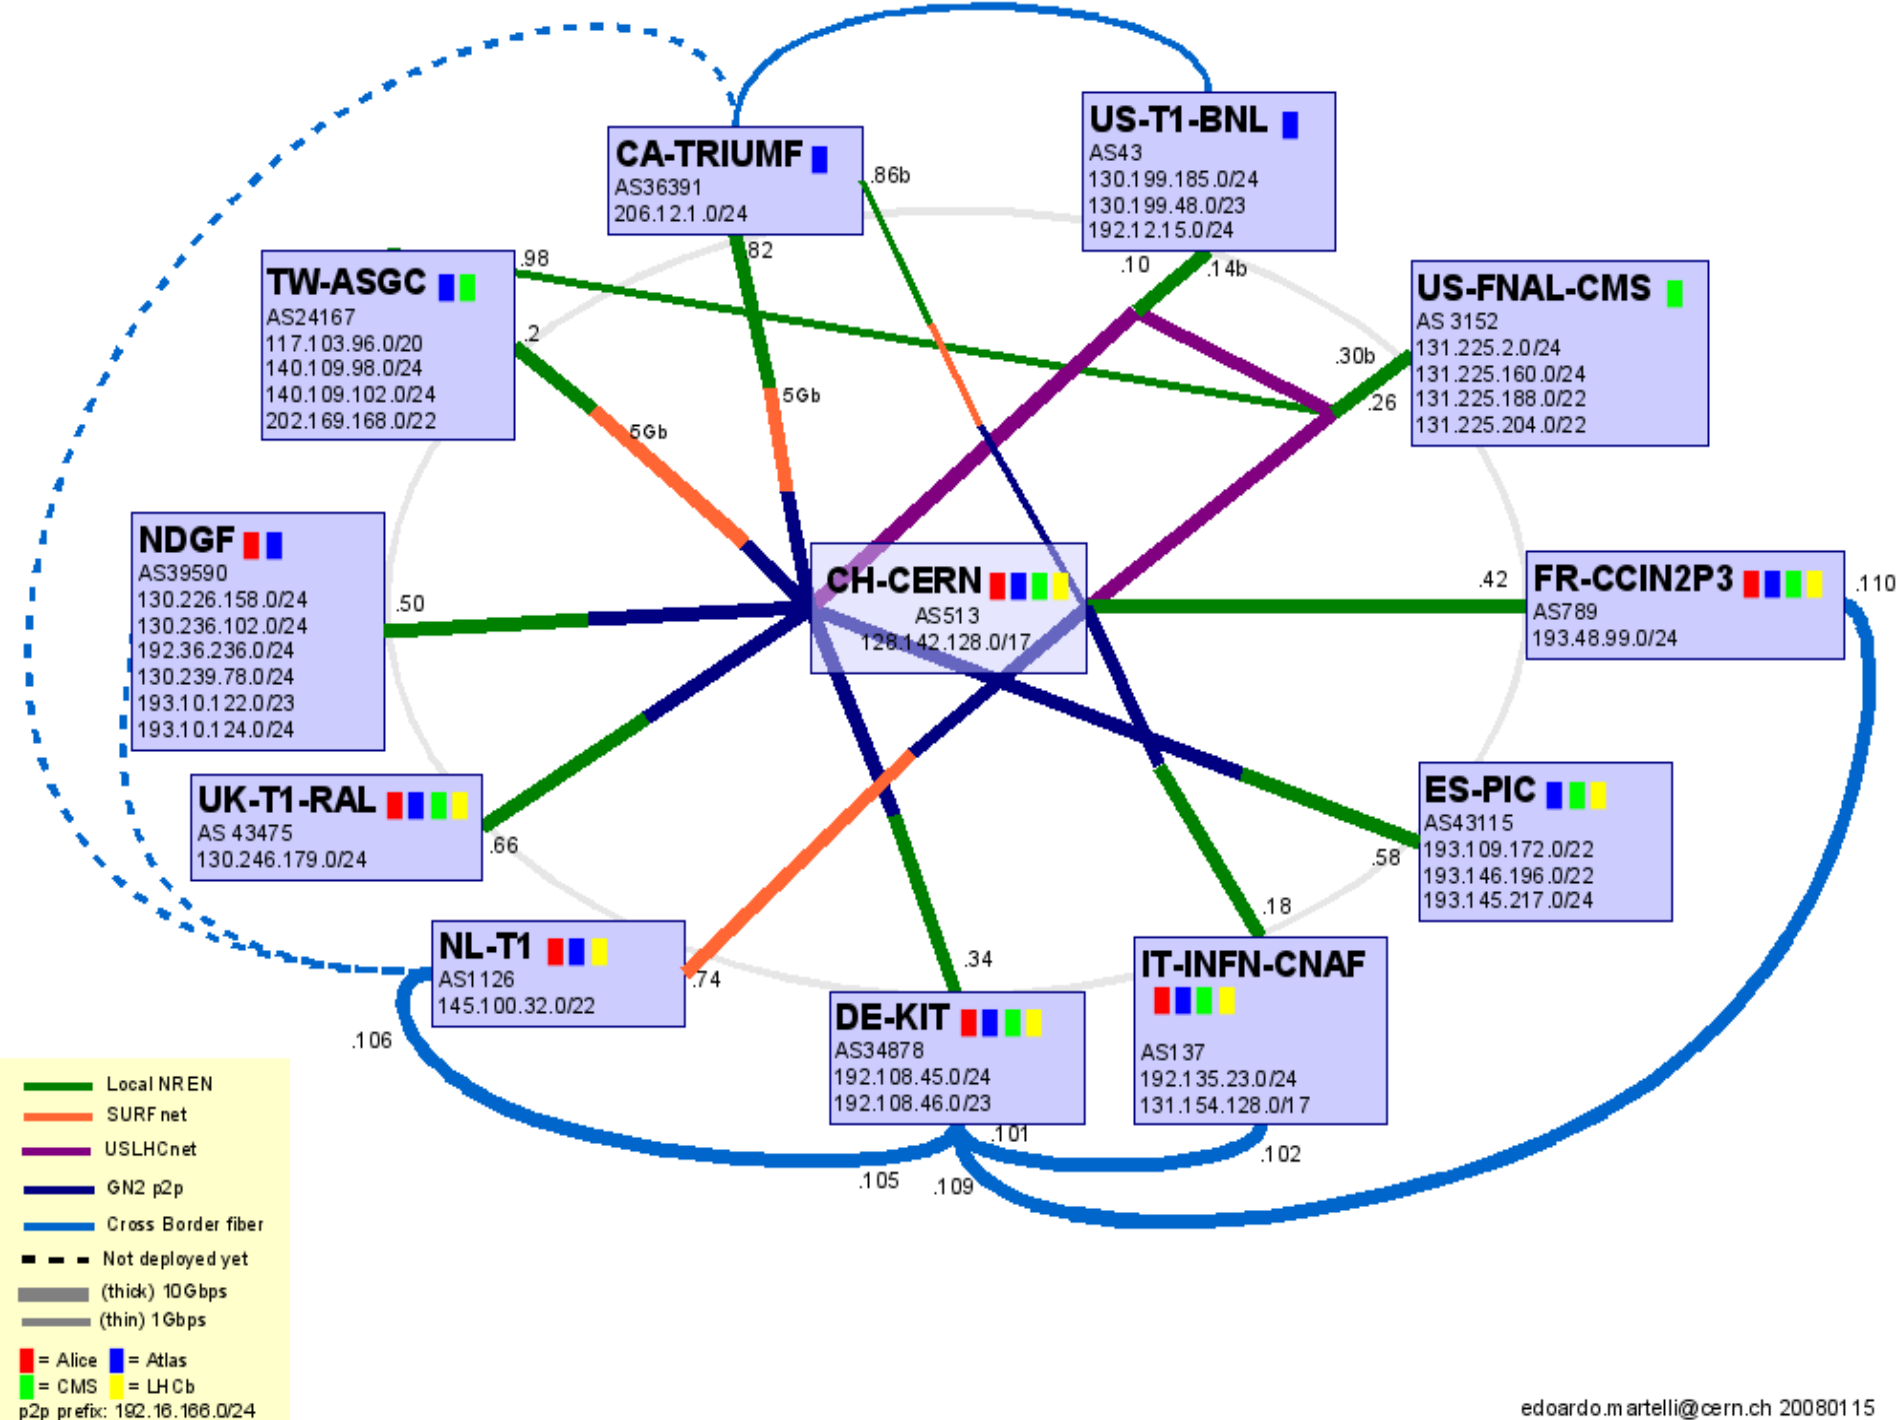 CA-TRIUMF
AS36391
206.12.1.0/24
.86b
82
US-T1-BNL
AS43
130.199.185.0/24
130.199.48.0/23
192.12.15.0/24
.10
.14b
TW-ASGC
AS24167
117.103.96.0/20
140.109.98.0/24
140.109.102.0/24
202.169.168.0/22
.98
.2
5Gb
5Gb
US-FNAL-CMS
AS 3152
131.225.2.0/24
131.225.160.0/24
131.225.188.0/22
131.225.204.0/22
.30b
.26
NDGF
AS39590
130.226.158.0/24
130.236.102.0/24
192.36.236.0/24
130.239.78.0/24
193.10.122.0/23
193.10.124.0/24
.50
CH-CERN
AS513
128.142.128.0/17
.42
FR-CCIN2P3
AS789
193.48.99.0/24
.110
UK-T1-RAL
AS 43475
130.246.179.0/24
.66
ES-PIC
AS43115
193.109.172.0/22
193.146.196.0/22
193.145.217.0/24
.58
NL-T1
AS1126
145.100.32.0/22
.74
.106
DE-KIT
AS34878
192.108.45.0/24
192.108.46.0/23
.34
.101
.105
.109
IT-INFN-CNAF
AS137
192.135.23.0/24
131.154.128.0/17
.18
.102
Local NREN
SURFnet
USLHCnet
GN2 p2p
Cross Border fiber
Not deployed yet
(thick) 10Gbps
(thin) 1Gbps
= Alice = Atlas
= CMS = LHCb
p2p prefix: 192.16.166.0/24
edoardo.martelli@cern.ch 20080115